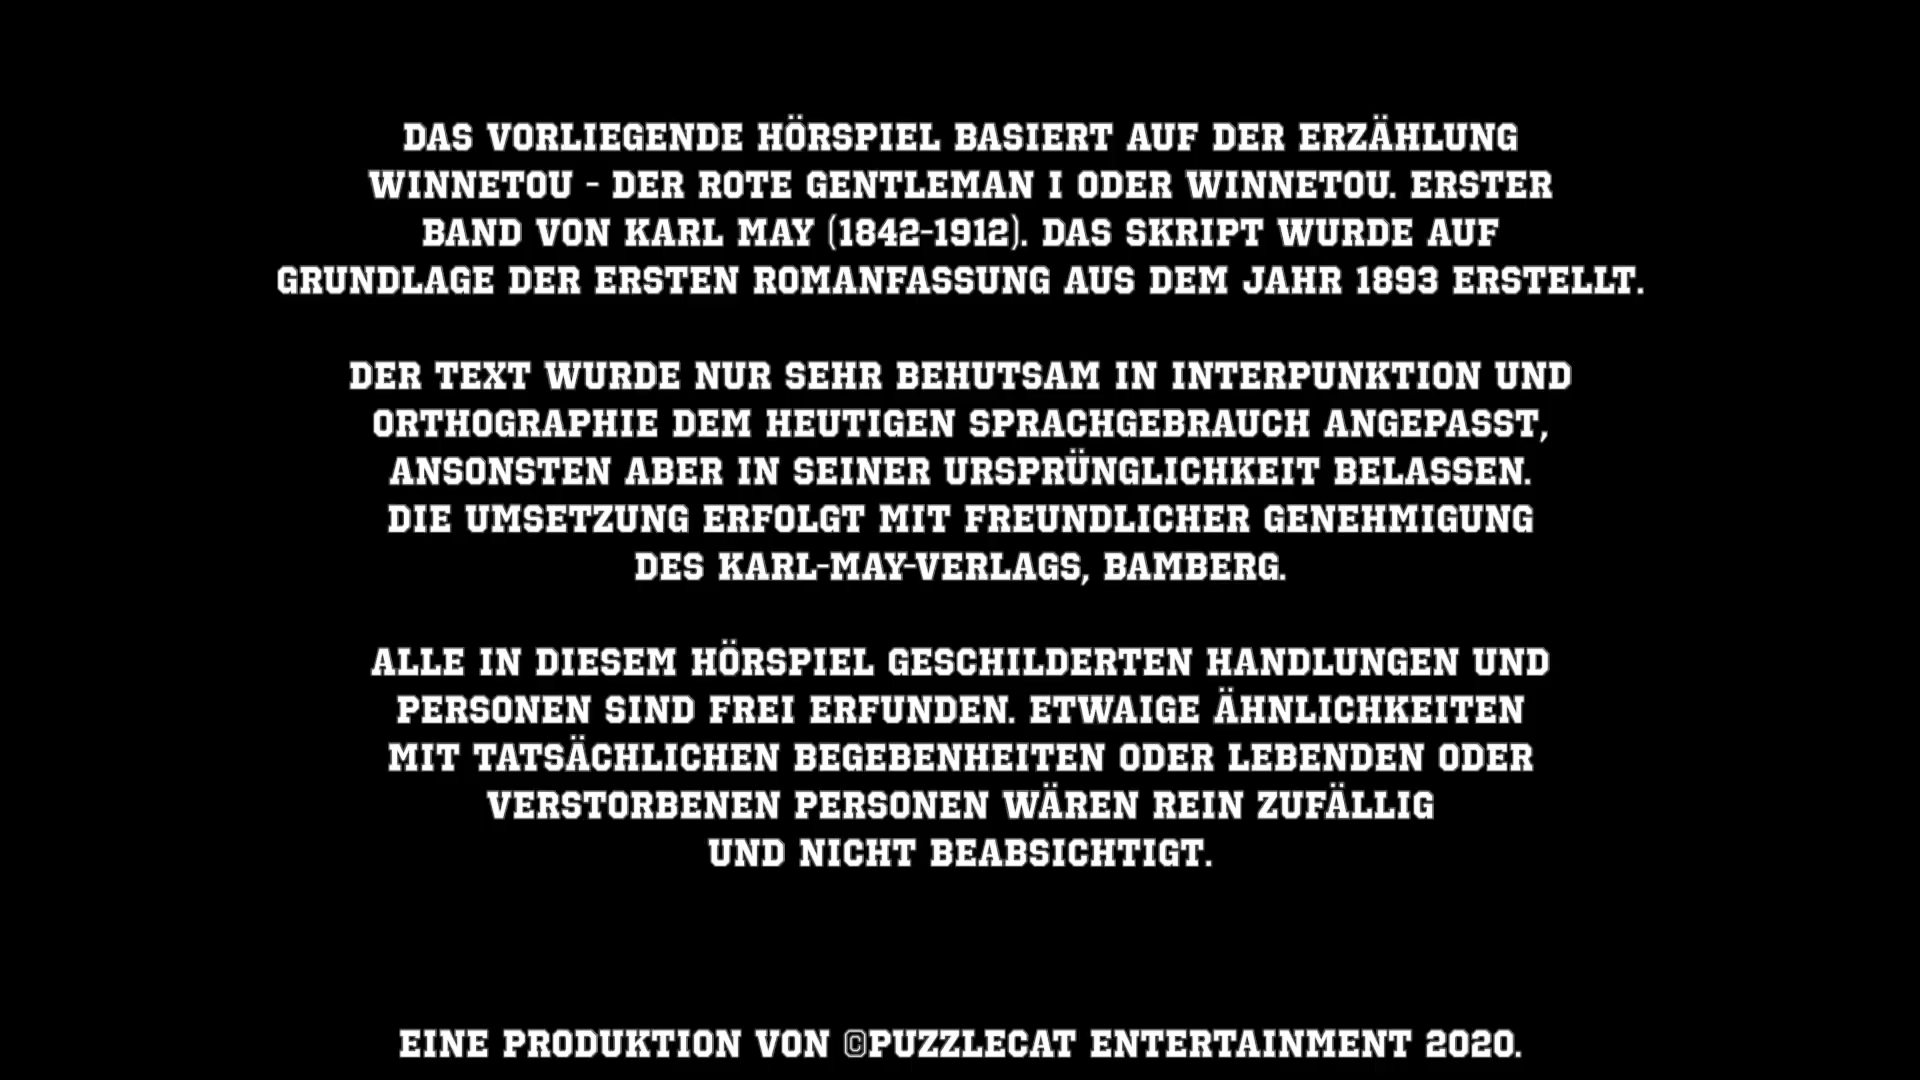 DAS VORLIEGENDE HÖRSPIEL BASIERT AUF DER ERZÄHLUNG
WINNETOU - DER ROTE GENTLEMAN I ODER WINNETOU. ERSTER
BAND VON KARL MAY (1842-1912). DAS SKRIPT WURDE AUF
GRUNDLAGE DER ERSTEN ROMANFASSUNG AUS DEM JAHR 1893 ERSTELLT.
DER TEXT WURDE NUR SEHR BEHUTSAM IN INTERPUNKTION UND
ORTHOGRAPHIE DEM HEUTIGEN SPRACHGEBRAUCH ANGEPASST,
ANSONSTEN ABER IN SEINER URSPRÜNGLICHKEIT BELASSEN.
DIE UMSETZUNG ERFOLGT MIT FREUNDLICHER GENEHMIGUNG
DES KARL-MAY-VERLAGS, BAMBERG.
ALLE IN DIESEM HÖRSPIEL GESCHILDERTEN HANDLUNGEN UND
PERSONEN SIND FREI ERFUNDEN. ETWAIGE ÄHNLICHKEITEN
MIT TATSÄCHLICHEN BEGEBENHEITEN ODER LEBENDEN ODER
VERSTORBENEN PERSONEN WÄREN REIN ZUFÄLLIG
UND NICHT BEABSICHTIGT.
EINE PRODUKTION VON ©PUZZLECAT ENTERTAINMENT 2020.